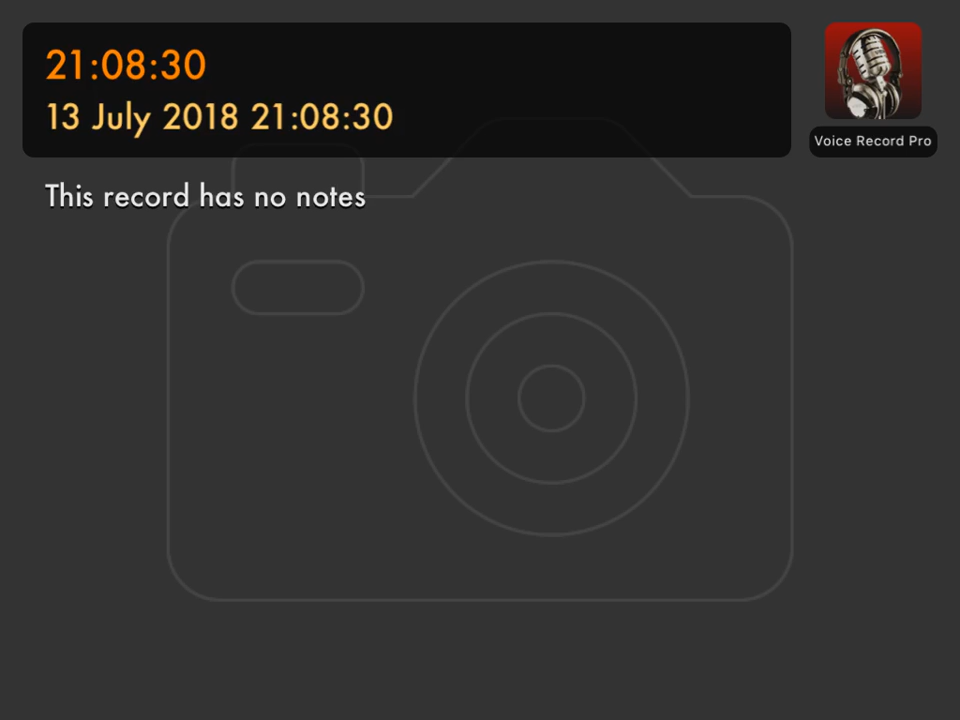 21:08:30
13 July 2018 21:08:30
Voice Record Pro
This record has no notes